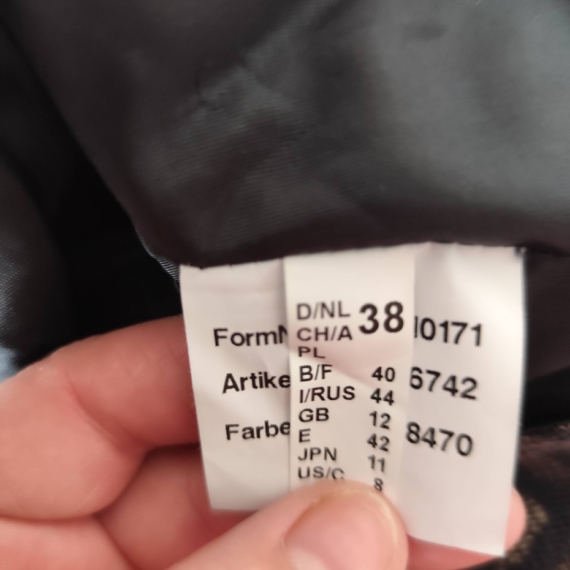 D/NL
CH/A
PL
38
B/F 40
I/RUS 44
GB 12
E 42
JPN 11
US/C 8
FormN
Artike
Farbe
0171
6742
8470